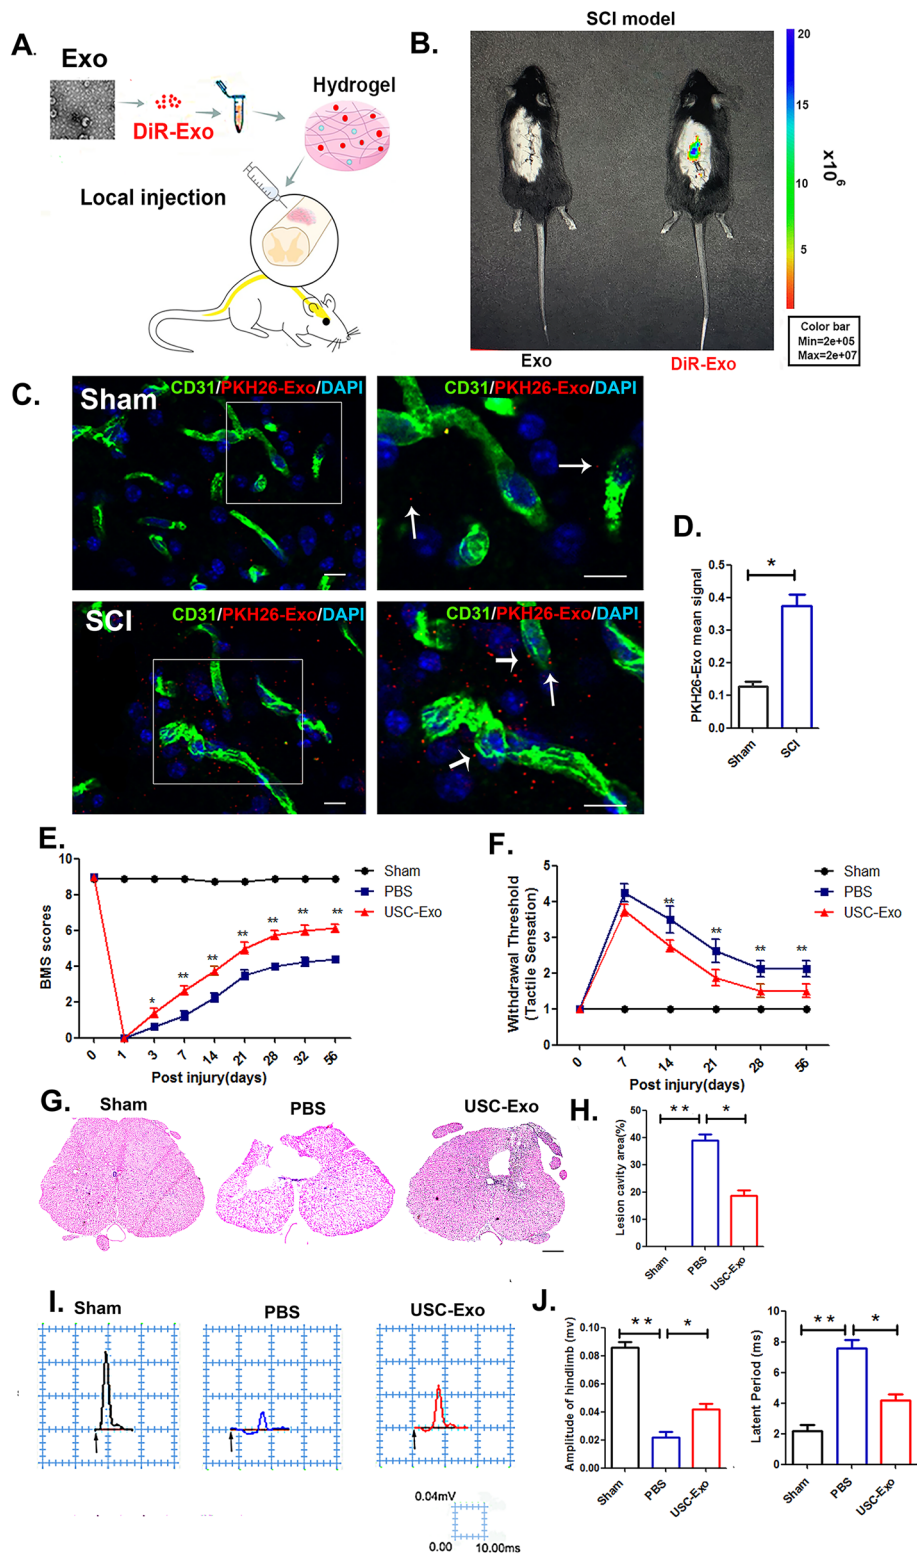 A.
Exo
DiR-Exo
Hydrogel
Local injection
B.
SCI model
Exo
DiR-Exo
20
15
10
5
x10
6
Color bar
Min=2e+05
Max=2e+07
C.
Sham
CD31/PKH26-Exo/DAPI
CD31/PKH26-Exo/DAPI
SCI
CD31/PKH26-Exo/DAPI
CD31/PKH26-Exo/DAPI
D.
PKH26-Exo mean signal
0.5
0.4
0.3
0.2
0.1
0.0
*
Sham
SCI
E.
BMS scores
10
8
6
4
2
0
* ** ** ** ** ** **
0 1 3 7 14 21 28 32 56
Post injury(days)
Sham
PBS
USC-Exo
F.
Withdrawal Threshold
(Tactile Sensation)
5
4
3
2
1
0
** ** ** **
0 7 14 21 28 56
Post injury(days)
Sham
PBS
USC-Exo
G.
Sham
PBS
USC-Exo
H.
Lesion cavity area(%)
50
40
30
20
10
0
** *
Sham
PBS
USC-Exo
I.
Sham
PBS
USC-Exo
0.04mV
0.00 10.00ms
J.
Amplitude of hindlimb (mv)
0.10
0.08
0.06
0.04
0.02
0.00
** *
Sham
PBS
USC-Exo
Latent Period (ms)
10
8
6
4
2
0
** *
Sham
PBS
USC-Exo